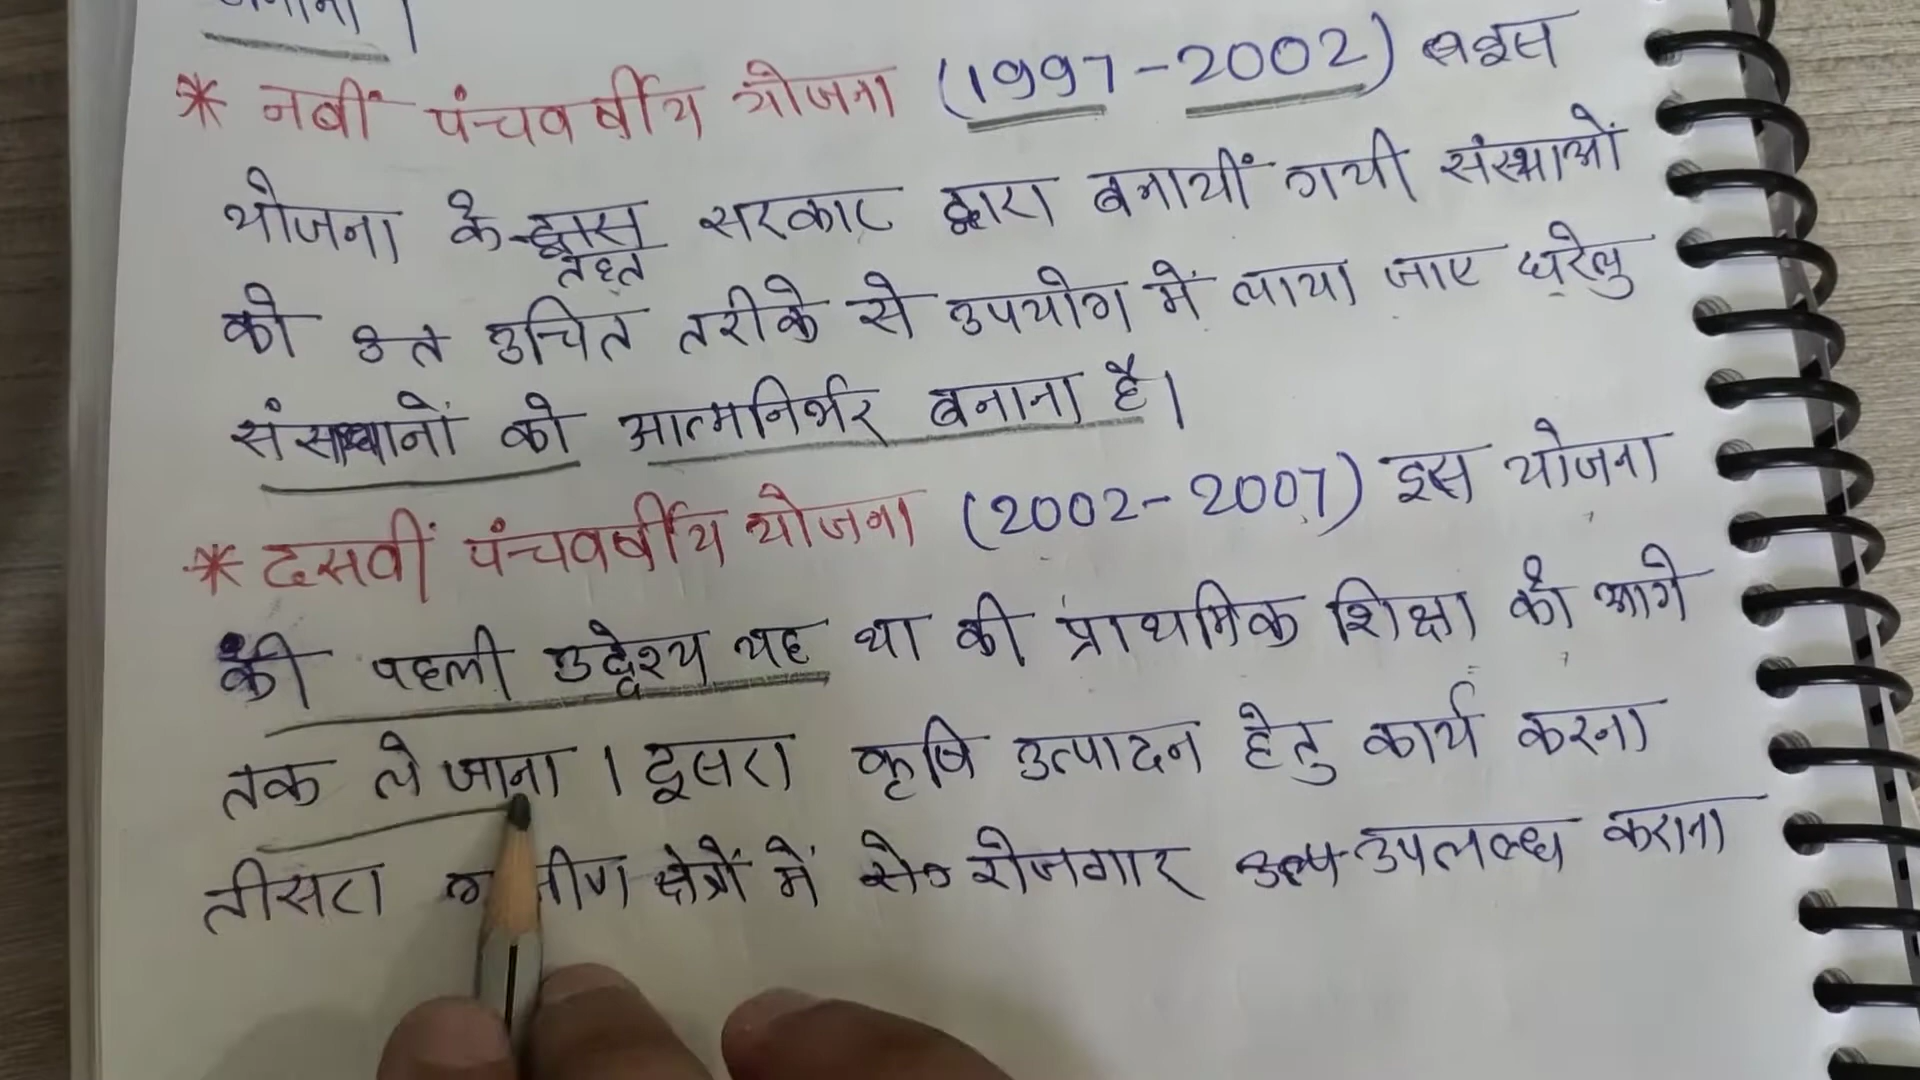 * नवीं पंचवर्षीय योजना (1997-2002) इस
योजना के तहत सरकार द्वारा बनायीं गयी संस्थाओं
को उत उचित तरीके से उपयोग में लाया जाए घरेलु
संसाधानों को आत्मनिर्भर बनाना है।
* दसवीं पंचवर्षीय योजना (2002-2007) इस योजना
की पहली उद्देश्य यह था की प्राथमिक शिक्षा को आगे
तक ले जाना । दूसरा कृषि उत्पादन हेतु कार्य करना
तीसरा क्षेत्रों में रोजगार उपलब्ध कराना